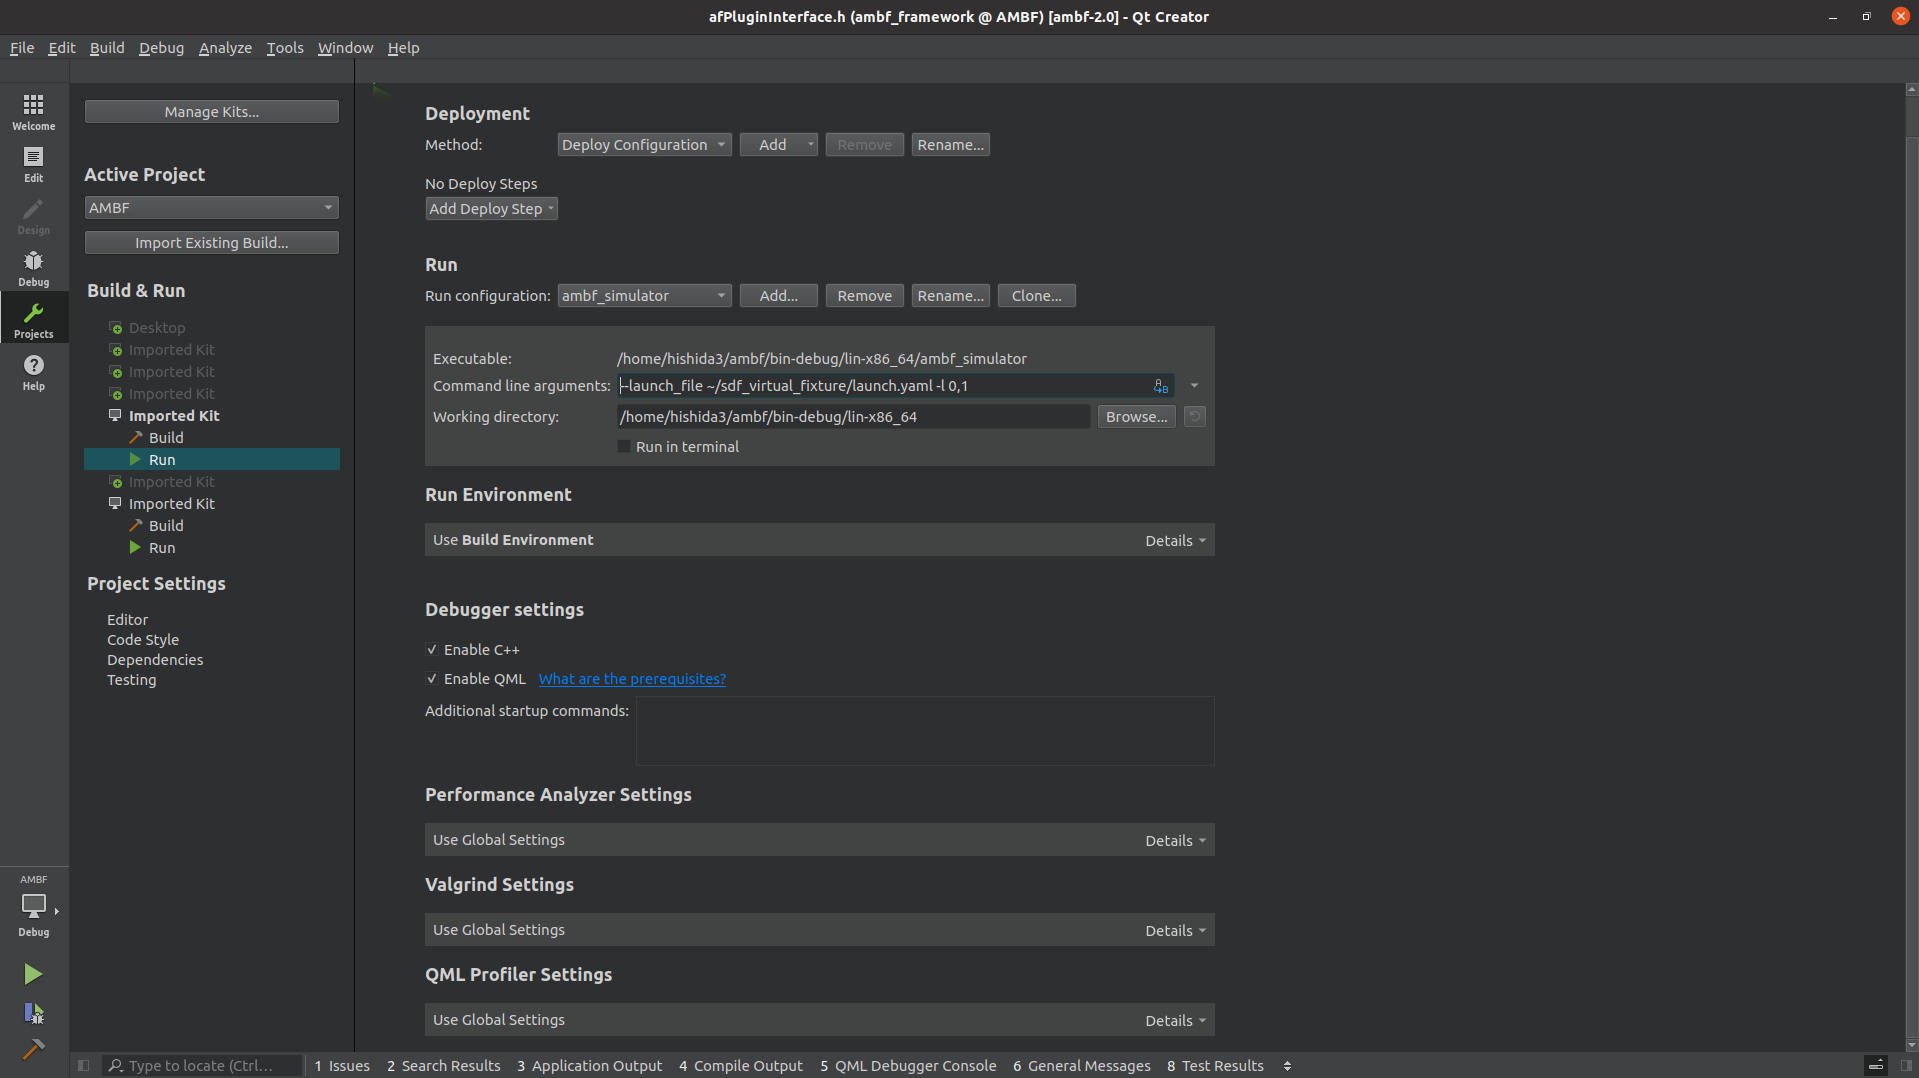 afPluginInterface.h (ambf_framework @ AMBF) [ambf-2.0] - Qt Creator
File Edit Build Debug Analyze Tools Window Help
Welcome
Edit
Design
Debug
Projects
Help
AMBF
Debug
Manage Kits...
Active Project
AMBF
Import Existing Build...
Build & Run
Desktop
Imported Kit
Imported Kit
Imported Kit
Imported Kit
Build
Run
Imported Kit
Imported Kit
Build
Run
Project Settings
Editor
Code Style
Dependencies
Testing
Deployment
Method: Deploy Configuration Add Remove Rename...
No Deploy Steps
Add Deploy Step
Run
Run configuration: ambf_simulator Add... Remove Rename... Clone...
Executable: /home/hishida3/ambf/bin-debug/lin-x86_64/ambf_simulator
Command line arguments: --launch_file ~/sdf_virtual_fixture/launch.yaml -l 0,1
Working directory: /home/hishida3/ambf/bin-debug/lin-x86_64 Browse...
Run in terminal
Run Environment
Use Build Environment Details
Debugger settings
Enable C++
Enable QML What are the prerequisites?
Additional startup commands:
Performance Analyzer Settings
Use Global Settings Details
Valgrind Settings
Use Global Settings Details
QML Profiler Settings
Use Global Settings Details
Type to locate (Ctrl... 1 Issues 2 Search Results 3 Application Output 4 Compile Output 5 QML Debugger Console 6 General Messages 8 Test Results